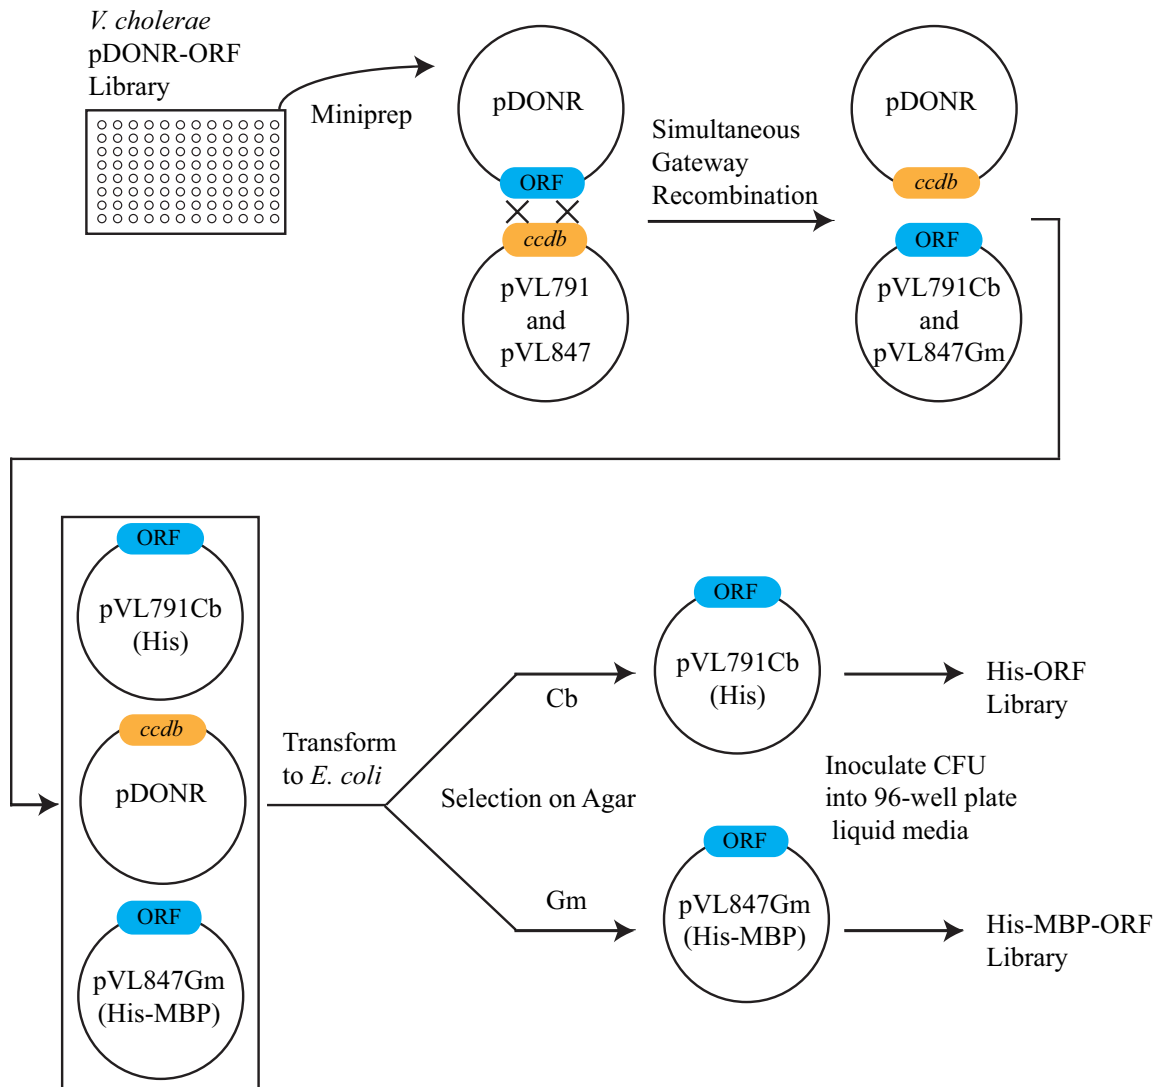 V. cholerae
pDONR-ORF
Library
Miniprep
pDONR
ORF
ccdb
pVL791
and
pVL847
Simultaneous
Gateway
Recombination
pDONR
ccdb
ORF
pVL791Cb
and
pVL847Gm
ORF
pVL791Cb
(His)
ccdb
pDONR
ORF
pVL847Gm
(His-MBP)
Transform
to E. coli
Cb
Selection on Agar
Gm
ORF
pVL791Cb
(His)
ORF
pVL847Gm
(His-MBP)
His-ORF
Library
Inoculate CFU
into 96-well plate
liquid media
His-MBP-ORF
Library